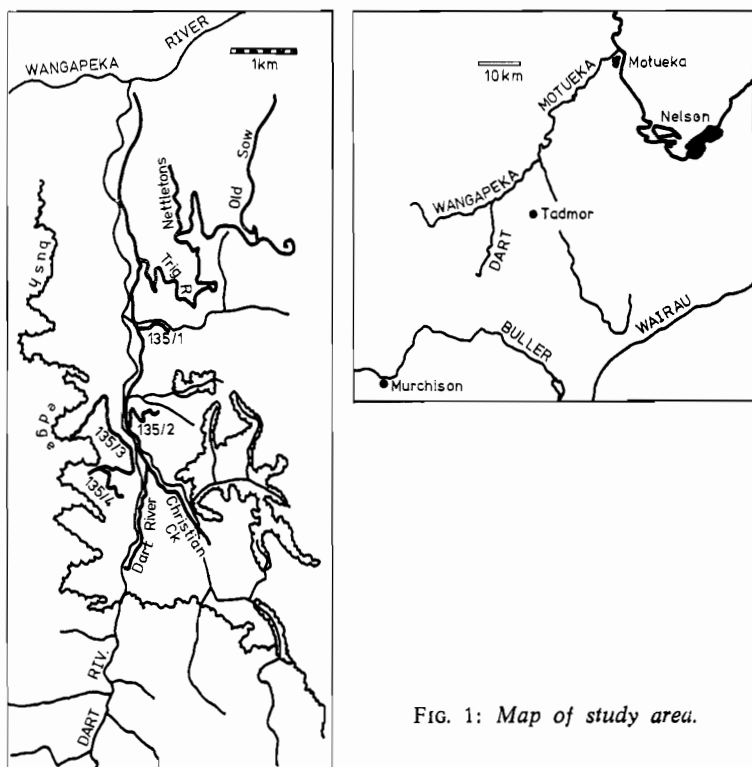 WANGAPEKA RIVER
1km
Nettletons
Old Sow
Trig R
135/1
135/2
135/3
135/4
bush edge
Dart River
Christian Ck
DART RIV.
10 km
Motueka
MOTUEKA
Nelson
WANGAPEKA
Tadmor
DART
WAIRAU
BULLER
Murchison
FIG. 1: Map of study area.